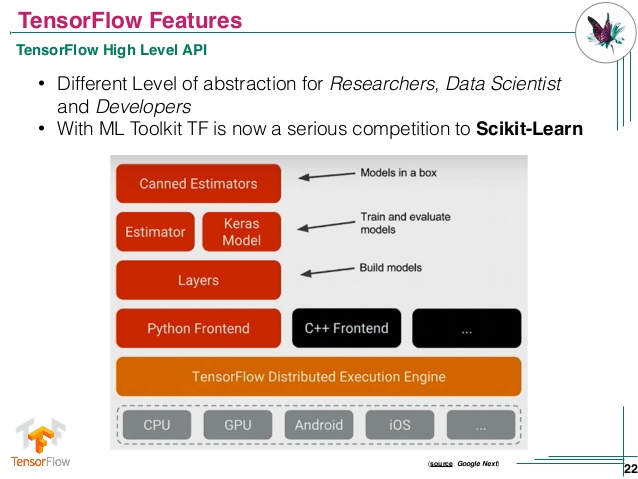 TensorFlow Features
TensorFlow High Level API
• Different Level of abstraction for Researchers, Data Scientist
and Developers
• With ML Toolkit TF is now a serious competition to Scikit-Learn
Canned Estimators
Models in a box
Estimator
Keras
Model
Train and evaluate
models
Layers
Build models
Python Frontend
C++ Frontend
...
TensorFlow Distributed Execution Engine
CPU
GPU
Android
iOS
...
TensorFlow
(source: Google Next)
22